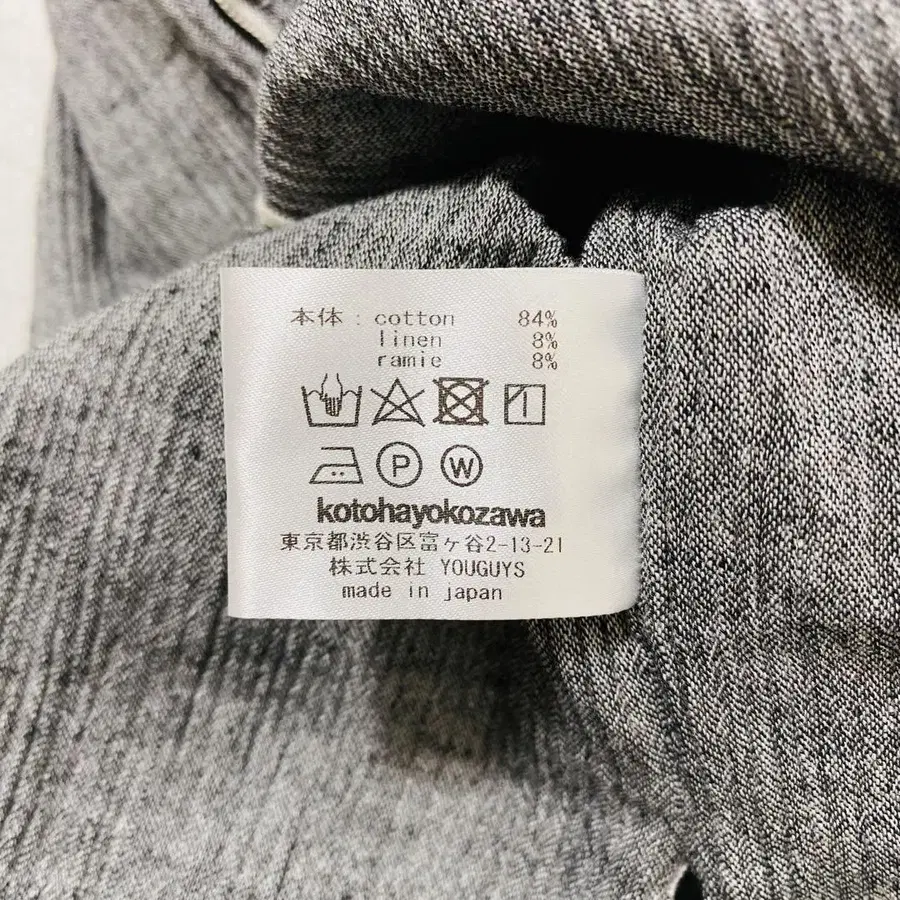 本体 : cotton 84%
linen 8%
ramie 8%
P W
kotohayokozawa
東京都渋谷区富ヶ谷2-13-21
株式会社 YOUGUYS
made in japan